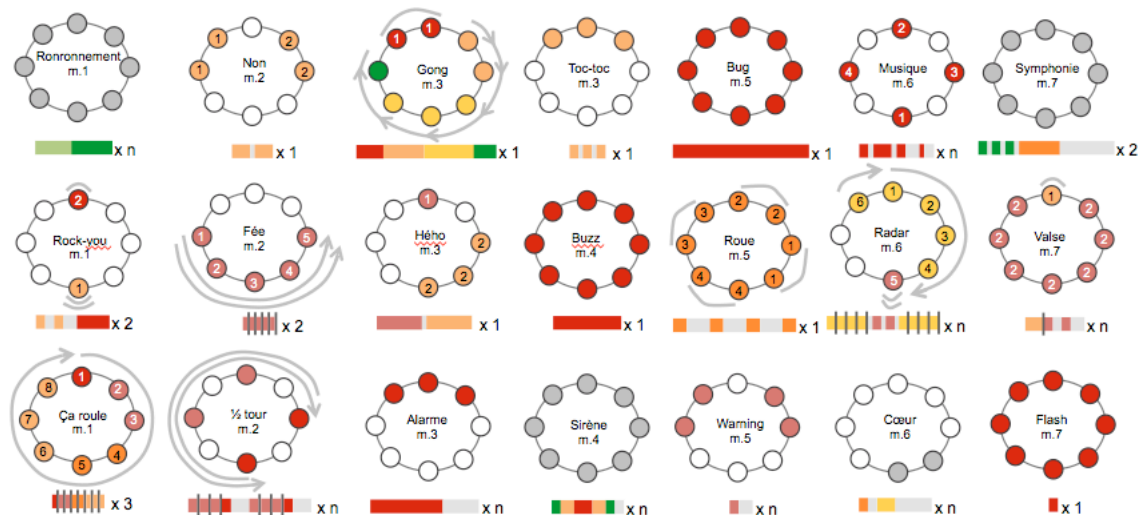 Ronronnement
m.1
x n
1
1
2
2
Non
m.2
x 1
1
1
Gong
m.3
x 1
Toc-toc
m.3
x 1
Bug
m.5
x 1
2
4
3
1
Musique
m.6
x n
Symphonie
m.7
x 2
2
Rock-you
m.1
1
x 2
Fée
m.2
1
5
2
4
3
x 2
1
Hého
m.3
2
2
2
x 1
Buzz
m.4
x 1
3
2
2
3
1
4
4
1
Roue
m.5
x 1
6
1
2
3
4
5
Radar
m.6
x n
1
2
2
2
2
2
2
2
Valse
m.7
x n
8
1
2
7
3
6
5
4
Ça roule
m.1
x 3
½ tour
m.2
x n
Alarme
m.3
x n
Sirène
m.4
x n
Warning
m.5
x n
Cœur
m.6
x n
Flash
m.7
x 1